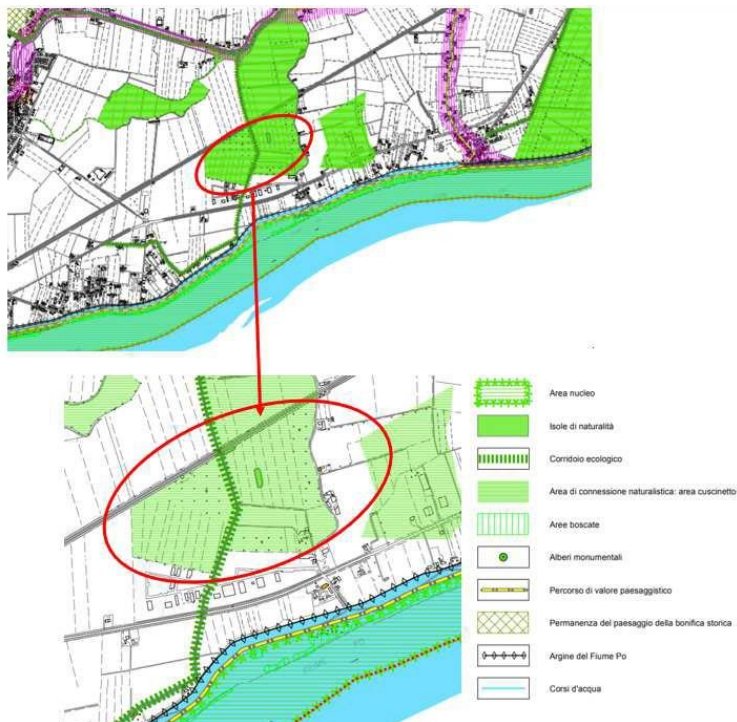 Area nucleo
Isole di naturalità
Corridoio ecologico
Area di connessione naturalistica: area cuscinetto
Aree boscate
Alberi monumentali
Percorso di valore paesaggistico
Permanenza del paesaggio della bonifica storica
Argine del Fiume Po
Corsi d'acqua